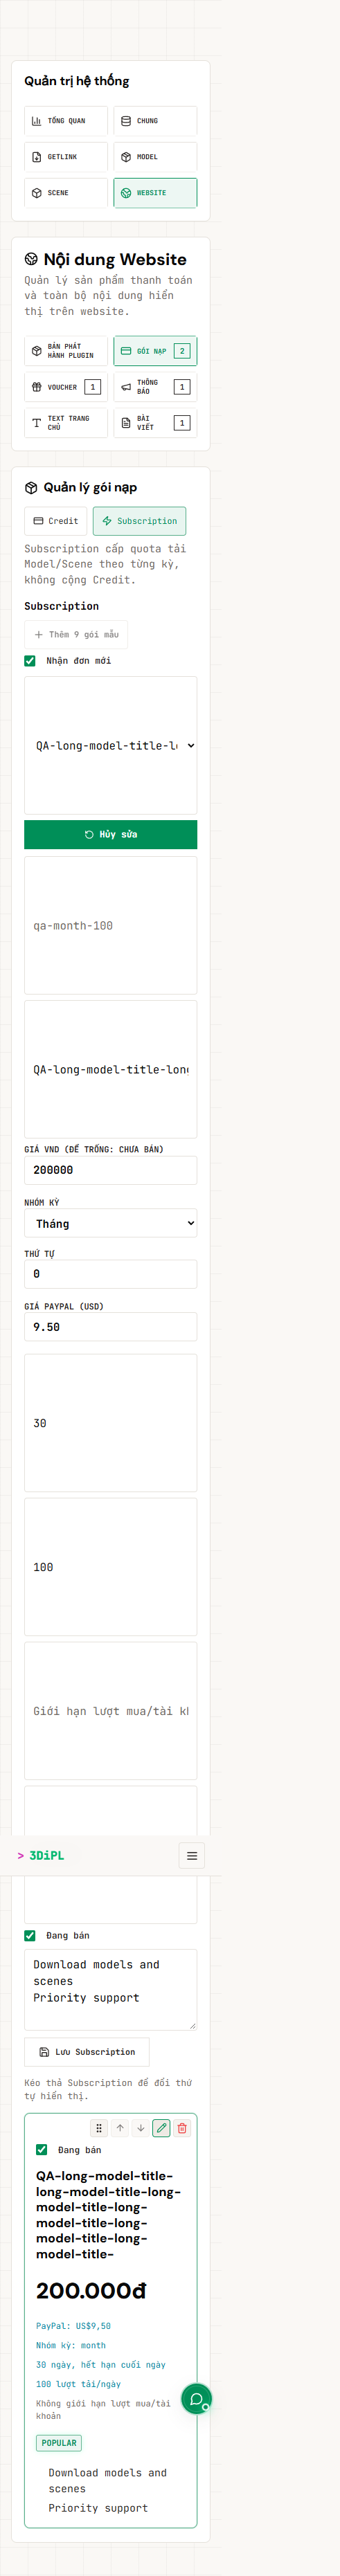 Quản trị hệ thống
TỔNG QUAN
CHUNG
GETLINK
MODEL
SCENE
WEBSITE
Nội dung Website
Quản lý sản phẩm thanh toán
và toàn bộ nội dung hiển
thị trên website.
BẢN PHÁT
HÀNH PLUGIN
GÓI NẠP 2
VOUCHER 1
THÔNG
BÁO 1
TEXT TRANG
CHỦ
BÀI
VIẾT 1
Quản lý gói nạp
Credit
Subscription
Subscription cấp quota tải
Model/Scene theo từng kỳ,
không cộng Credit.
Subscription
Thêm 9 gói mẫu
Nhận đơn mới
QA-long-model-title-lo
Hủy sửa
qa-month-100
QA-long-model-title-long
GIÁ VND (ĐỂ TRỐNG: CHƯA BÁN)
200000
NHÓM KỲ
Tháng
THỨ TỰ
0
GIÁ PAYPAL (USD)
9.50
30
100
Giới hạn lượt mua/tài kh
> 3DiPL
Đang bán
Download models and
scenes
Priority support
Lưu Subscription
Kéo thả Subscription để đổi thứ
tự hiển thị.
Đang bán
QA-long-model-title-
long-model-title-long-
model-title-long-
model-title-long-
model-title-long-
model-title-
200.000đ
PayPal: US$9,50
Nhóm kỳ: month
30 ngày, hết hạn cuối ngày
100 lượt tải/ngày
Không giới hạn lượt mua/tài
khoản
POPULAR
Download models and
scenes
Priority support